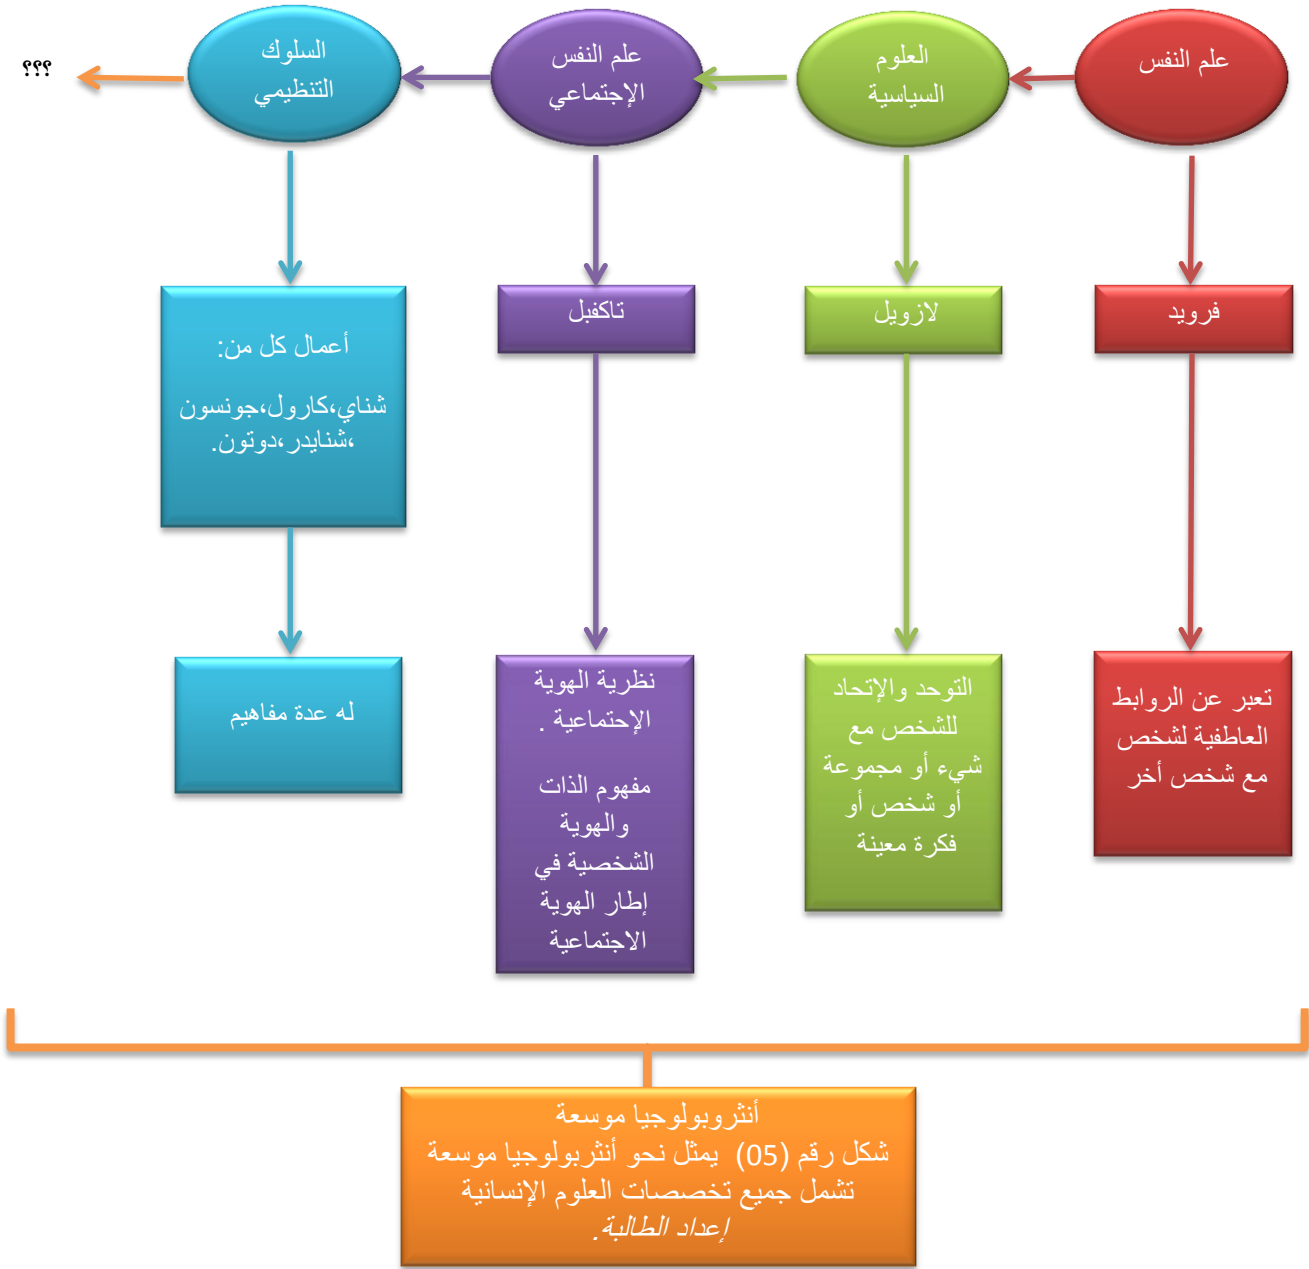 علم النفس
العلوم
السياسية
علم النفس
الإجتماعي
السلوك
التنظيمي
؟؟؟
فرويد
لازويل
تاكفبل
أعمال كل من:
شناي،كارول،جونسون
،شنايدر،دوتون.
تعبر عن الروابط
العاطفية لشخص
مع شخص أخر
التوحد والإتحاد
للشخص مع
شيء أو مجموعة
أو شخص أو
فكرة معينة
نظرية الهوية
الإحتماعية .
مفهوم الذات
والهوية
الشخصية في
إطار الهوية
الاجتماعية
له عدة مفاهيم
أنثروبولوجيا موسعة
شكل رقم (05) يمثل نحو أنثربولوجيا موسعة
تشمل جميع تخصصات العلوم الإنسانية
إعداد الطالبة.